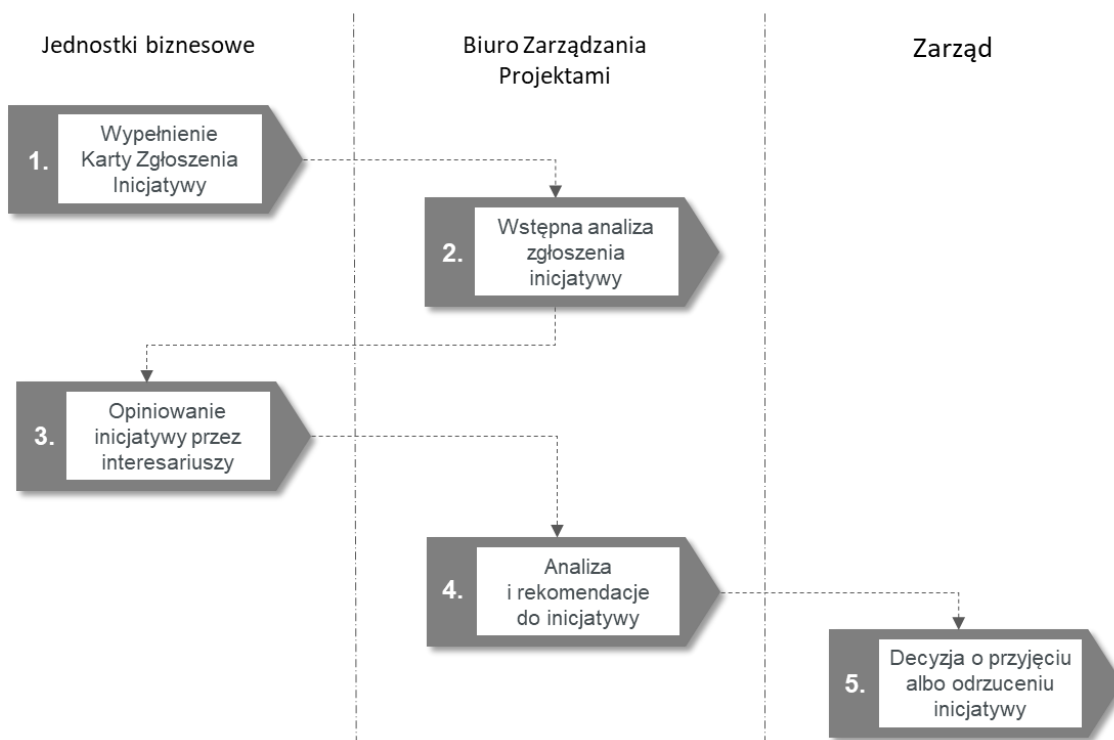 Jednostki biznesowe
Biuro Zarządzania
Projektami
Zarząd
1.
Wypełnienie
Karty Zgłoszenia
Inicjatywy
2.
Wstępna analiza
zgłoszenia
inicjatywy
3.
Opiniowanie
inicjatywy przez
interesariuszy
4.
Analiza
i rekomendacje
do inicjatywy
5.
Decyzja o przyjęciu
albo odrzuceniu
inicjatywy